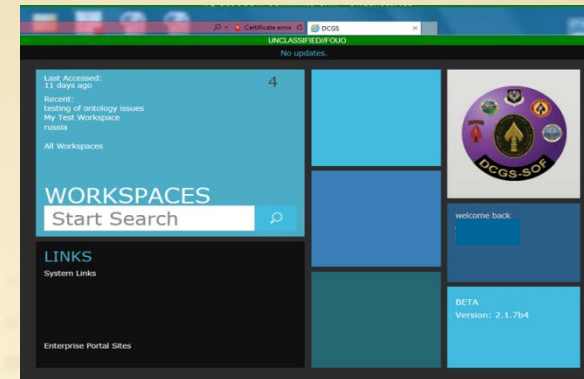 Certificate error
DCGS
UNCLASSIFIED//FOUO
No updates.
Last Accessed:
11 days ago
4
Recent:
testing of ontology issues
My Test Workspace
russia
All Workspaces
WORKSPACES
Start Search
LINKS
System Links
Enterprise Portal Sites
DCGS-SOF
welcome back
BETA
Version: 2.1.7b4